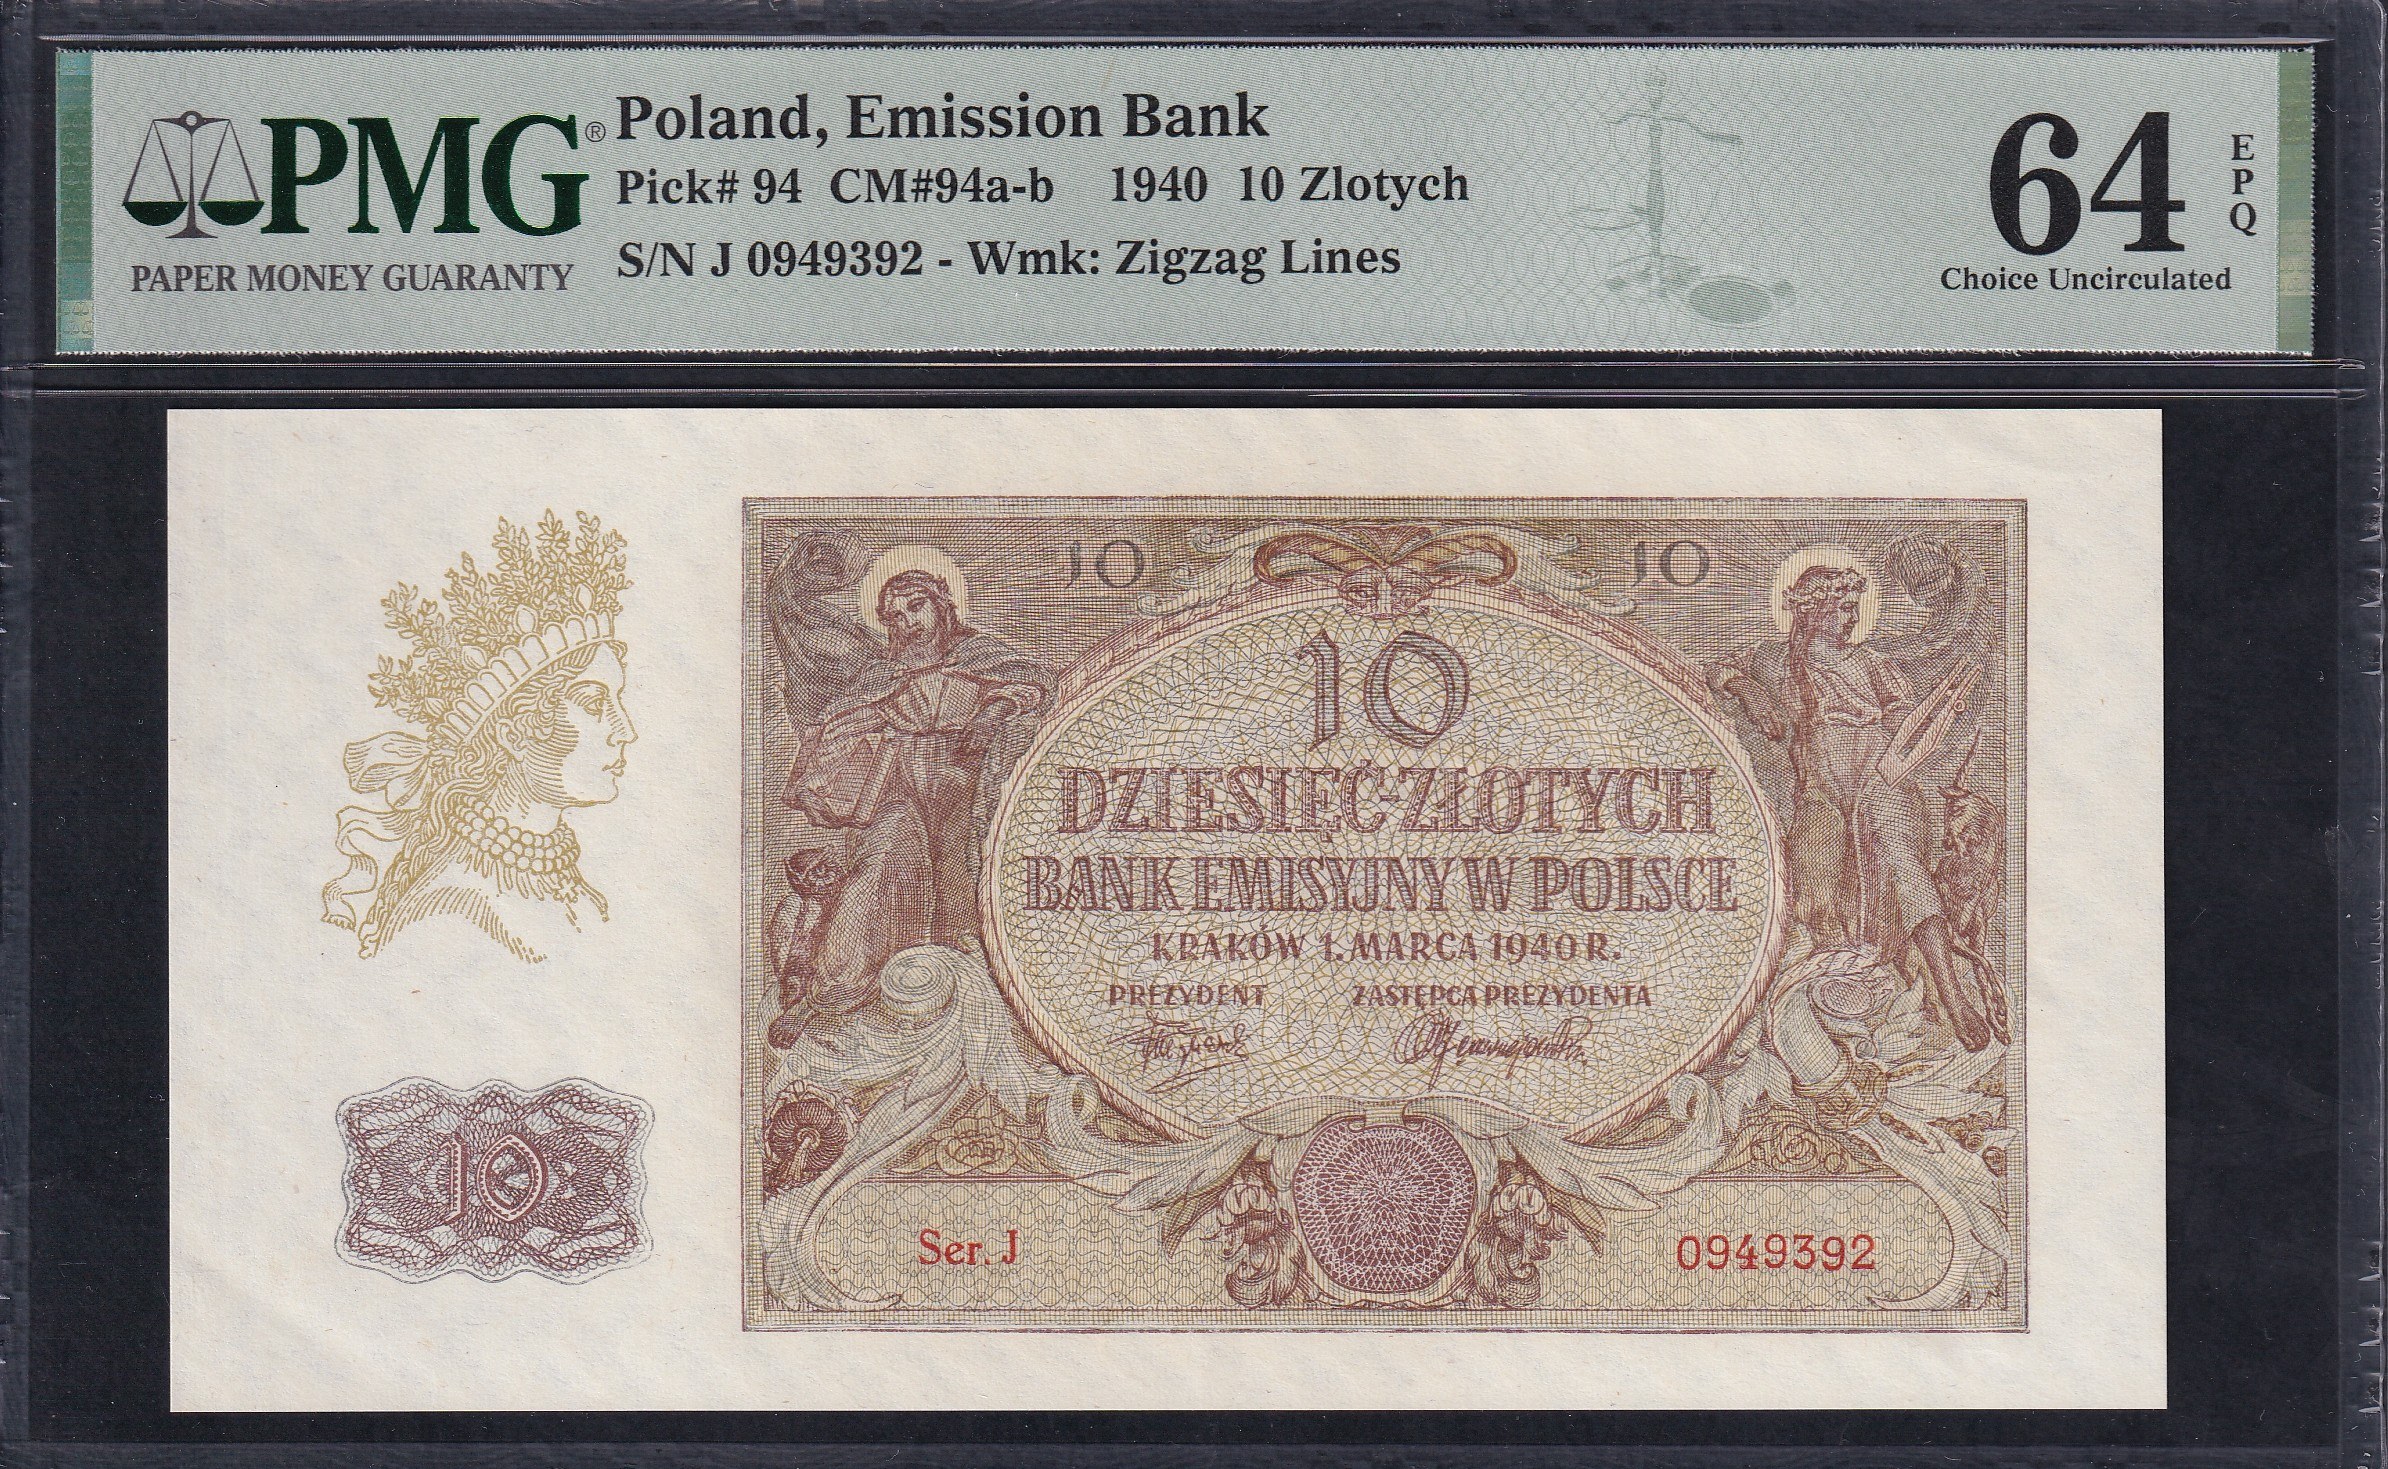 PMG®
PAPER MONEY GUARANTY
Poland, Emission Bank
Pick# 94 CM#94a-b 1940 10 Zlotych
S/N J 0949392 - Wmk: Zigzag Lines
64
EPQ
Choice Uncirculated
10 10
10
DZIESIĘĆ-ZŁOTYCH
BANK EMISYJNY W POLSCE
KRAKÓW 1. MARCA 1940 R.
PREZYDENT ZASTĘPCA PREZYDENTA
10
Ser. J 0949392